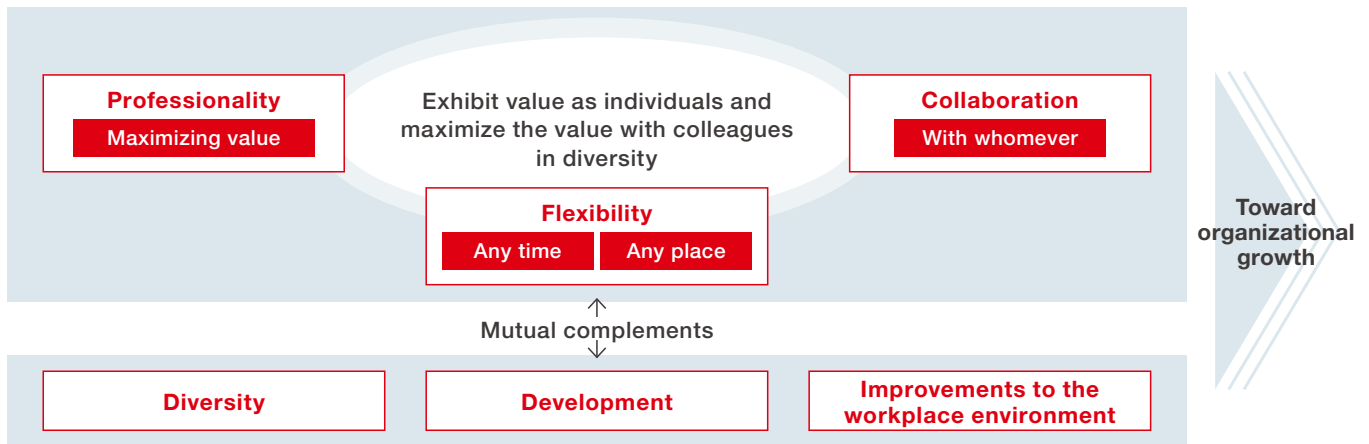 Professionality
Maximizing value
Exhibit value as individuals and
maximize the value with colleagues
in diversity
Collaboration
With whomever
Flexibility
Any time
Any place
Mutual complements
Diversity
Development
Improvements to the
workplace environment
Toward
organizational
growth